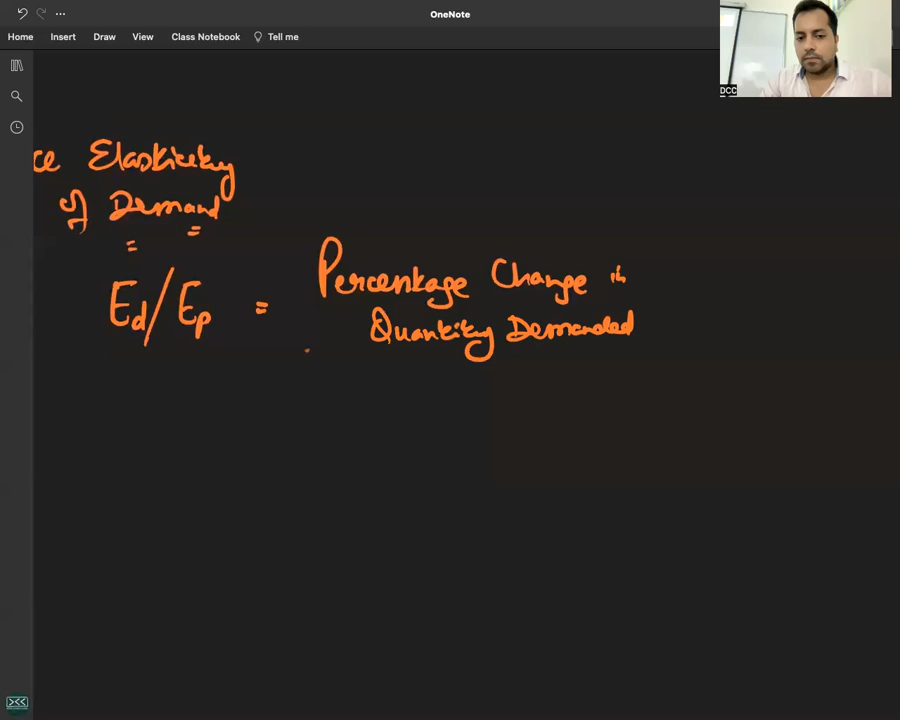 OneNote
Home Insert Draw View Class Notebook Tell me
DCC
ce Elasticity
of Demand
Ed/Ep = Percentage Change in
Quantity Demanded